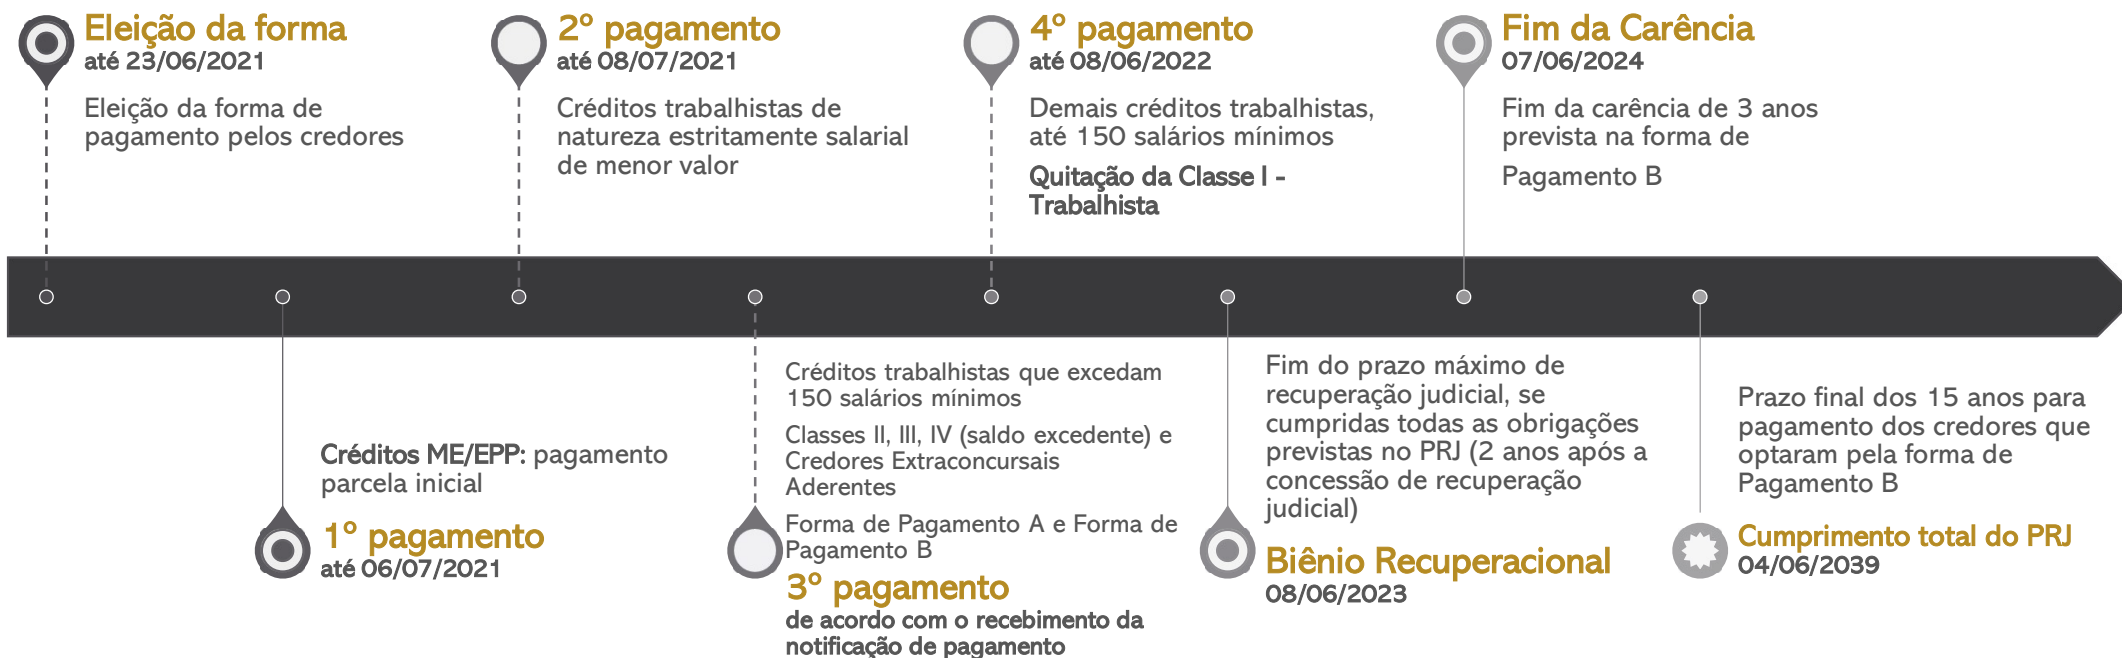 Eleição da forma
até 23/06/2021
Eleição da forma de
pagamento pelos credores
2º pagamento
até 08/07/2021
Créditos trabalhistas de
natureza estritamente salarial
de menor valor
4º pagamento
até 08/06/2022
Demais créditos trabalhistas,
até 150 salários mínimos
Quitação da Classe I -
Trabalhista
Fim da Carência
07/06/2024
Fim da carência de 3 anos
prevista na forma de
Pagamento B
Créditos ME/EPP: pagamento
parcela inicial
1º pagamento
até 06/07/2021
Créditos trabalhistas que excedam
150 salários mínimos
Classes II, III, IV (saldo excedente) e
Credores Extraconcursais
Aderentes
Forma de Pagamento A e Forma de
Pagamento B
3º pagamento
de acordo com o recebimento da
notificação de pagamento
Fim do prazo máximo de
recuperação judicial, se
cumpridas todas as obrigações
previstas no PRJ (2 anos após a
concessão de recuperação
judicial)
Biênio Recuperacional
08/06/2023
Prazo final dos 15 anos para
pagamento dos credores que
optaram pela forma de
Pagamento B
Cumprimento total do PRJ
04/06/2039